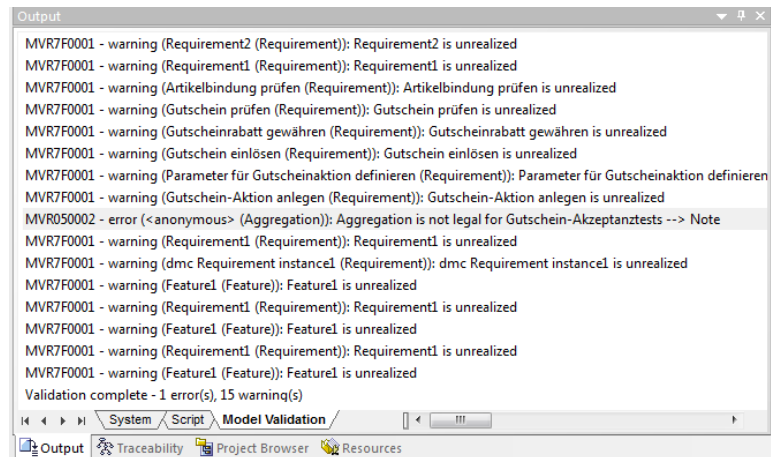 Output
MVR7F0001 - warning (Requirement2 (Requirement)): Requirement2 is unrealized
MVR7F0001 - warning (Requirement1 (Requirement)): Requirement1 is unrealized
MVR7F0001 - warning (Artikelbindung prüfen (Requirement)): Artikelbindung prüfen is unrealized
MVR7F0001 - warning (Gutschein prüfen (Requirement)): Gutschein prüfen is unrealized
MVR7F0001 - warning (Gutscheinrabatt gewähren (Requirement)): Gutscheinrabatt gewähren is unrealized
MVR7F0001 - warning (Gutschein einlösen (Requirement)): Gutschein einlösen is unrealized
MVR7F0001 - warning (Parameter für Gutscheinaktion definieren (Requirement)): Parameter für Gutscheinaktion definieren
MVR7F0001 - warning (Gutschein-Aktion anlegen (Requirement)): Gutschein-Aktion anlegen is unrealized
MVR050002 - error (<anonymous> (Aggregation)): Aggregation is not legal for Gutschein-Akzeptanztests --> Note
MVR7F0001 - warning (Requirement1 (Requirement)): Requirement1 is unrealized
MVR7F0001 - warning (dmc Requirement instance1 (Requirement)): dmc Requirement instance1 is unrealized
MVR7F0001 - warning (Feature1 (Feature)): Feature1 is unrealized
MVR7F0001 - warning (Requirement1 (Requirement)): Requirement1 is unrealized
MVR7F0001 - warning (Feature1 (Feature)): Feature1 is unrealized
MVR7F0001 - warning (Requirement1 (Requirement)): Requirement1 is unrealized
MVR7F0001 - warning (Feature1 (Feature)): Feature1 is unrealized
Validation complete - 1 error(s), 15 warning(s)
System Script Model Validation
Output Traceability Project Browser Resources